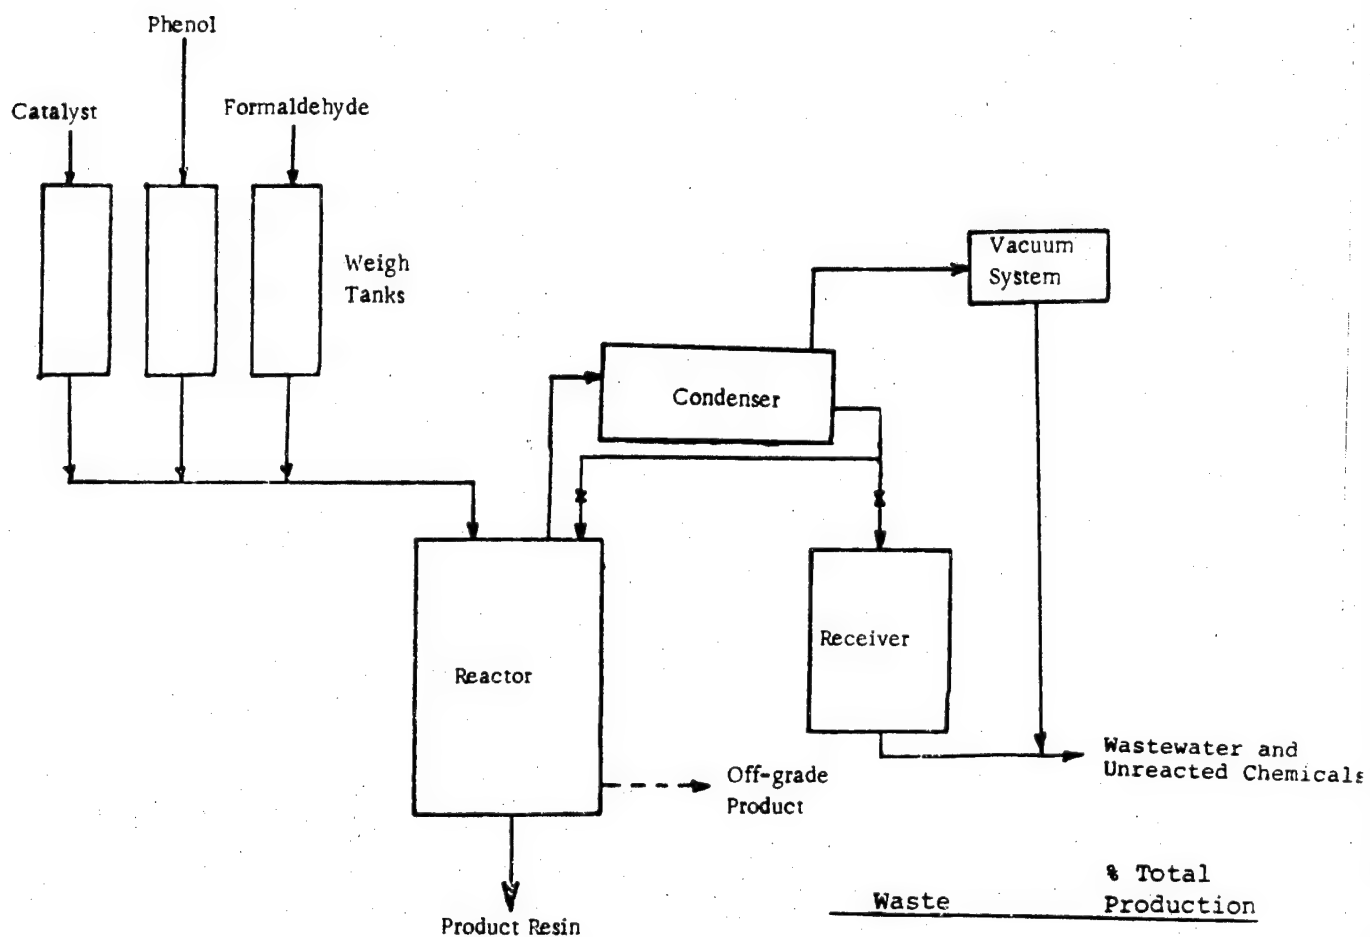 Phenol
Catalyst
Formaldehyde
Weigh
Tanks
Vacuum
System
Condenser
Receiver
Reactor
Wastewater and
Unreacted Chemicals
Off-grade
Product
Product Resin
% Total
Waste Production